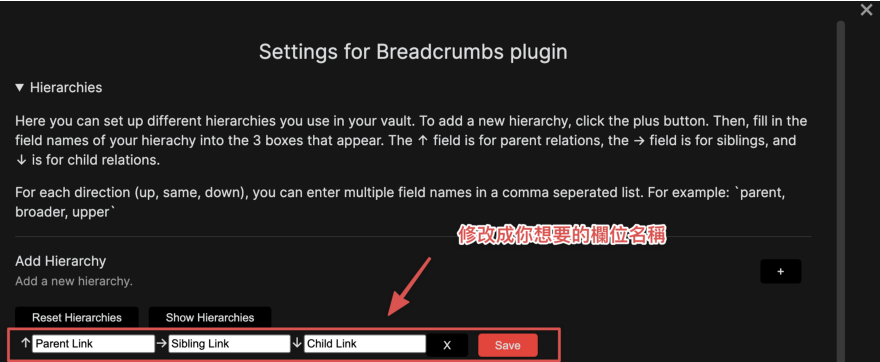 Settings for Breadcrumbs plugin
▼ Hierarchies
Here you can set up different hierarchies you use in your vault. To add a new hierarchy, click the plus button. Then, fill in the
field names of your hierachy into the 3 boxes that appear. The ↑ field is for parent relations, the → field is for siblings, and
↓ is for child relations.
For each direction (up, same, down), you can enter multiple field names in a comma seperated list. For example: `parent,
broader, upper`
修改成你想要的欄位名稱
Add Hierarchy
Add a new hierarchy.
+
Reset Hierarchies Show Hierarchies
↑ Parent Link → Sibling Link ↓ Child Link X Save